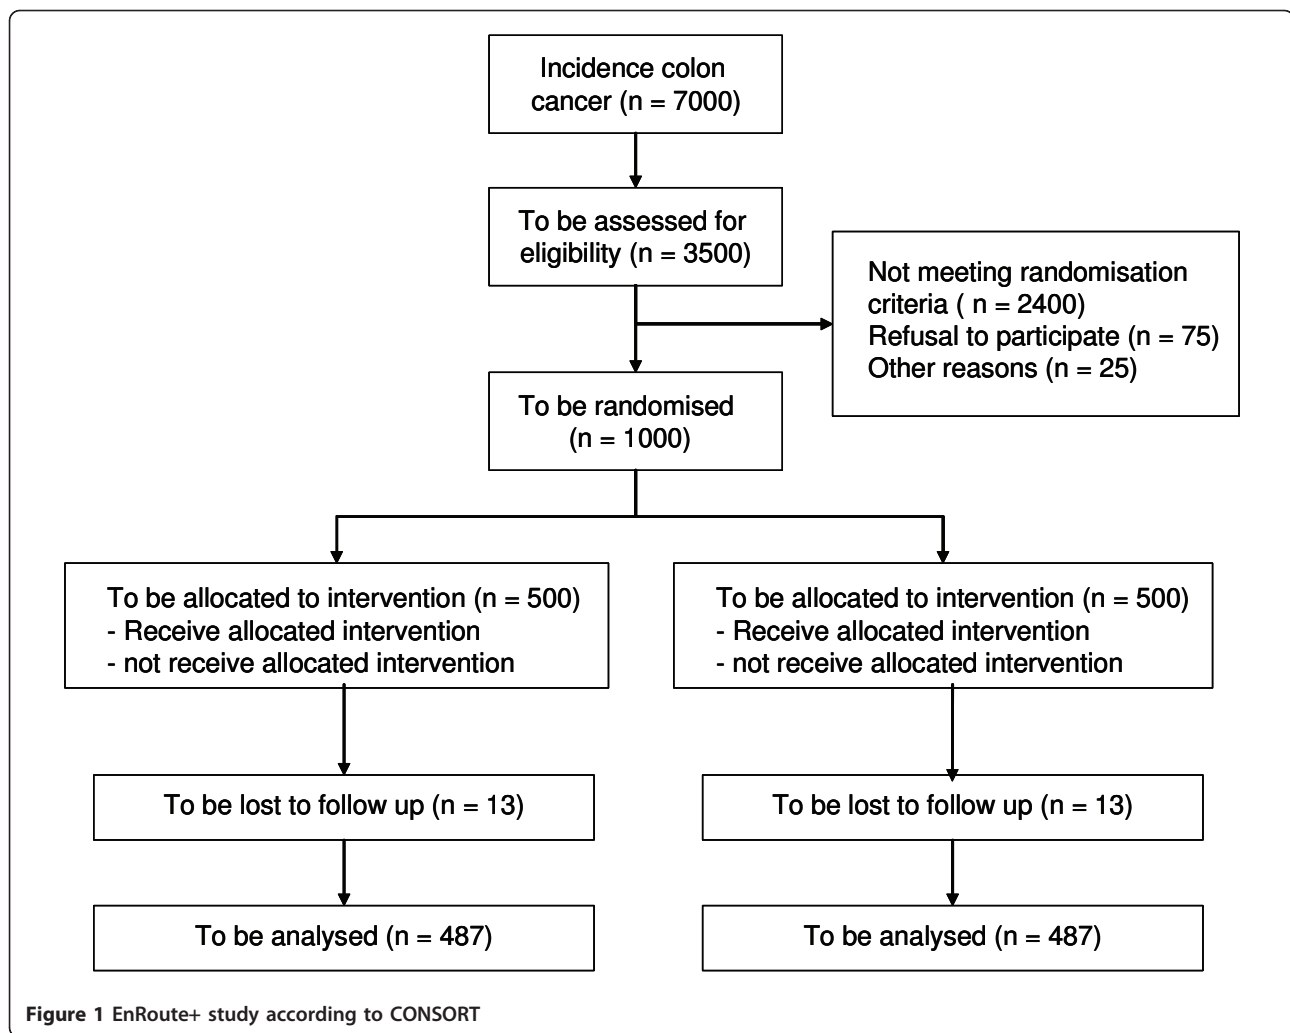 Incidence colon
cancer (n = 7000)
To be assessed for
eligibility (n = 3500)
Not meeting randomisation
criteria ( n = 2400)
Refusal to participate (n = 75)
Other reasons (n = 25)
To be randomised
(n = 1000)
To be allocated to intervention (n = 500)
- Receive allocated intervention
- not receive allocated intervention
To be allocated to intervention (n = 500)
- Receive allocated intervention
- not receive allocated intervention
To be lost to follow up (n = 13)
To be lost to follow up (n = 13)
To be analysed (n = 487)
To be analysed (n = 487)
Figure 1 EnRoute+ study according to CONSORT